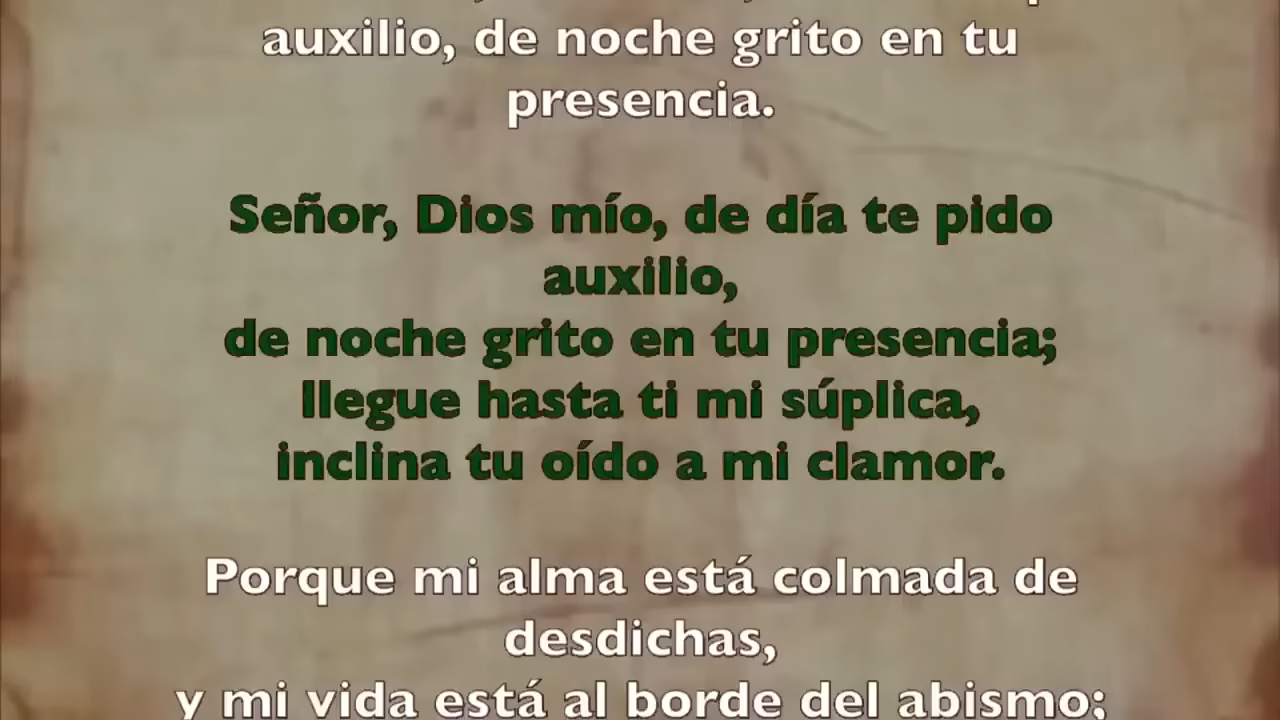 auxilio, de noche grito en tu
presencia.
Señor, Dios mío, de día te pido
auxilio,
de noche grito en tu presencia;
llegue hasta ti mi súplica,
inclina tu oído a mi clamor.
Porque mi alma está colmada de
desdichas,
y mi vida está al borde del abismo;